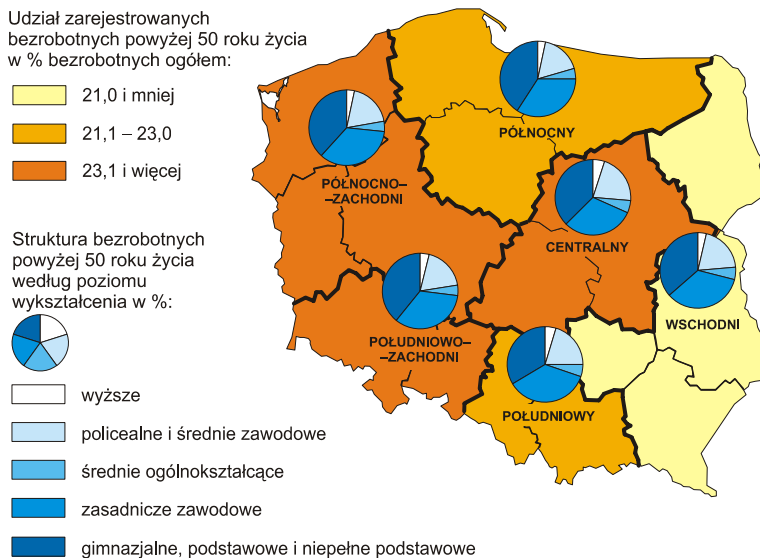 Udział zarejestrowanych
bezrobotnych powyżej 50 roku życia
w % bezrobotnych ogółem:
21,0 i mniej
21,1 – 23,0
23,1 i więcej
Struktura bezrobotnych
powyżej 50 roku życia
według poziomu
wykształcenia w %:
wyższe
policealne i średnie zawodowe
średnie ogólnokształcące
zasadnicze zawodowe
gimnazjalne, podstawowe i niepełne podstawowe
PÓŁNOCNY
PÓŁNOCNO–
–ZACHODNI
CENTRALNY
WSCHODNI
POŁUDNIOWO–
–ZACHODNI
POŁUDNIOWY